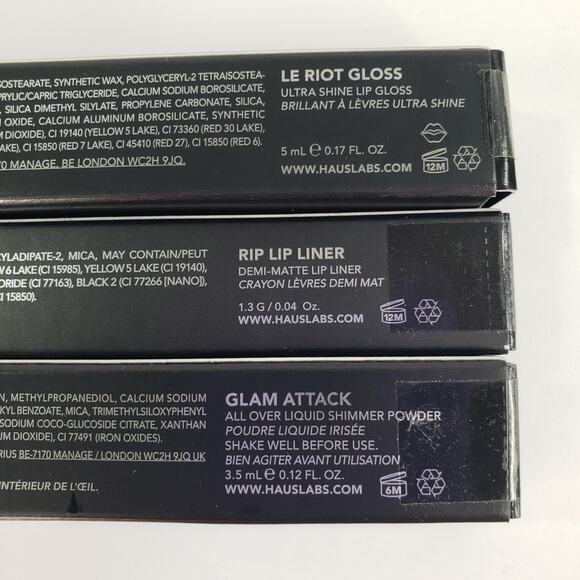 OSTEARATE, SYNTHETIC WAX, POLYGLYCERYL-2 TETRAISOSTEA-
PRYLIC/CAPRIC TRIGLYCERIDE, CALCIUM SODIUM BOROSILICATE,
SILICA DIMETHYL SILYLATE, PROPYLENE CARBONATE, SILICA,
OXIDE, CALCIUM ALUMINUM BOROSILICATE, SYNTHETIC
DIOXIDE), CI 19140 (YELLOW 5 LAKE), CI 73360 (RED 30 LAKE),
CI 15850 (RED 7 LAKE), CI 45410 (RED 27), CI 15850 (RED 6).
70 MANAGE, BE LONDON WC2H 9JQ.
LE RIOT GLOSS
ULTRA SHINE LIP GLOSS
BRILLANT À LÈVRES ULTRA SHINE
5 mL ℮ 0.17 FL. OZ.
WWW.HAUSLABS.COM
12M
YLADIPATE-2, MICA, MAY CONTAIN/PEUT
6 LAKE (CI 15985), YELLOW 5 LAKE (CI 19140),
ORIDE (CI 77163), BLACK 2 (CI 77266 [NANO]),
15850).
RIP LIP LINER
DEMI-MATTE LIP LINER
CRAYON LÈVRES DEMI MAT
1.3 G / 0.04 Oz.
WWW.HAUSLABS.COM
12M
N, METHYLPROPANEDIOL, CALCIUM SODIUM
KYL BENZOATE, MICA, TRIMETHYLSILOXYPHENYL
SODIUM COCO-GLUCOSIDE CITRATE, XANTHAN
M DIOXIDE), CI 77491 (IRON OXIDES).
RIUS BE-7170 MANAGE / LONDON WC2H 9JQ UK
INTÉRIEUR DE L'ŒIL.
GLAM ATTACK
ALL OVER LIQUID SHIMMER POWDER
POUDRE LIQUIDE IRISÉE
SHAKE WELL BEFORE USE.
BIEN AGITER AVANT UTILISATION
3.5 mL ℮ 0.12 FL. OZ.
WWW.HAUSLABS.COM
6M